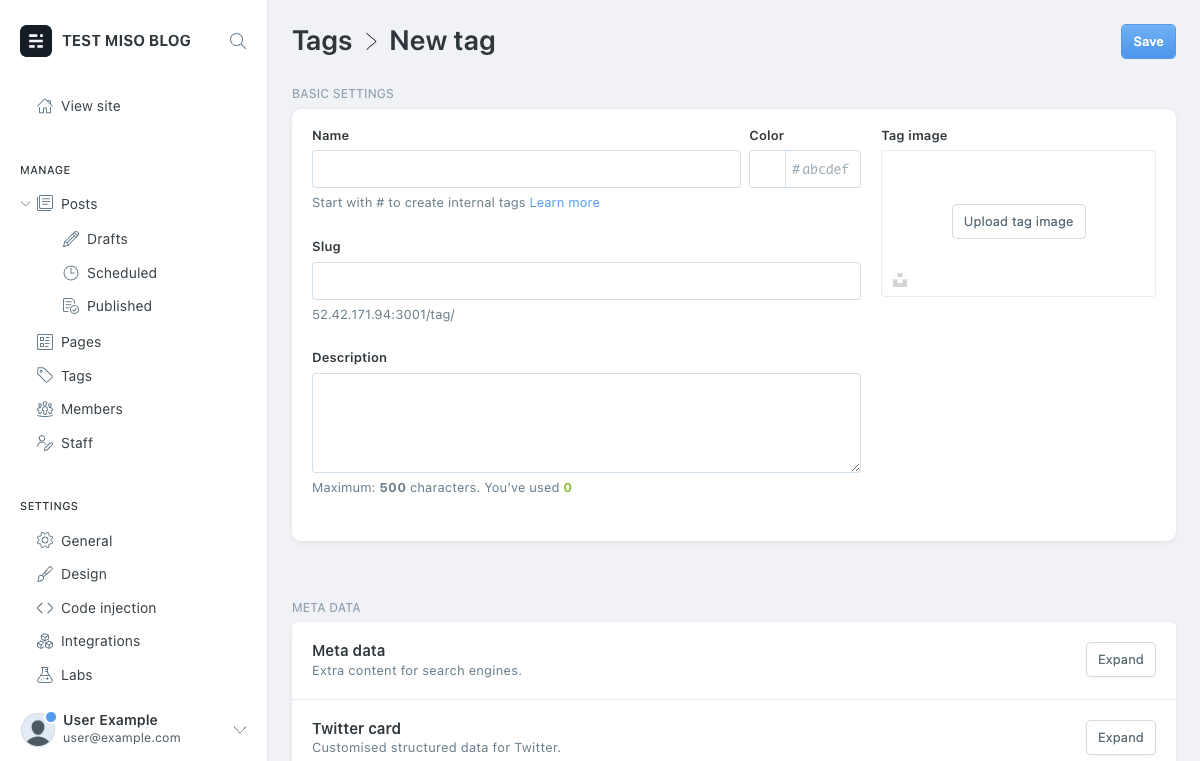 TEST MISO BLOG
View site
MANAGE
Posts
Drafts
Scheduled
Published
Pages
Tags
Members
Staff
SETTINGS
General
Design
Code injection
Integrations
Labs
User Example
user@example.com
Tags > New tag
Save
BASIC SETTINGS
Name
Color
#abcdef
Start with # to create internal tags Learn more
Slug
52.42.171.94:3001/tag/
Description
Maximum: 500 characters. You’ve used 0
Tag image
Upload tag image
META DATA
Meta data
Extra content for search engines.
Expand
Twitter card
Customised structured data for Twitter.
Expand